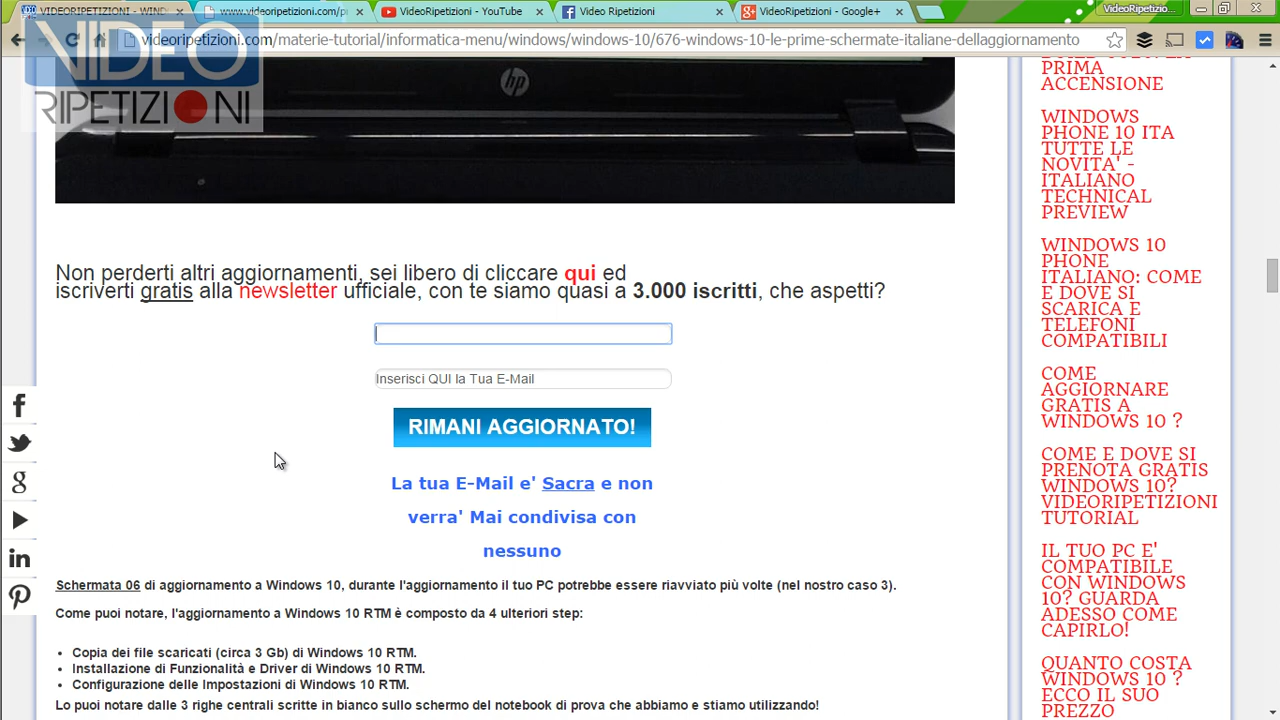 VIDEORIPETIZIONI - WIND
www.videoripetizioni.com/p
VideoRipetizioni - YouTube
Video Ripetizioni
VideoRipetizioni - Google+
VideoRipetizio...
videoripetizioni.com/materie-tutorial/informatica-menu/windows/windows-10/676-windows-10-le-prime-schermate-italiane-dellaggiornamento
VIDEO
RIPETIZIONI
hp
Non perderti altri aggiornamenti, sei libero di cliccare qui ed
iscriverti gratis alla newsletter ufficiale, con te siamo quasi a 3.000 iscritti, che aspetti?
Inserisci QUI la Tua E-Mail
RIMANI AGGIORNATO!
La tua E-Mail e' Sacra e non
verra' Mai condivisa con
nessuno
Schermata 06 di aggiornamento a Windows 10, durante l'aggiornamento il tuo PC potrebbe essere riavviato più volte (nel nostro caso 3).
Come puoi notare, l'aggiornamento a Windows 10 RTM è composto da 4 ulteriori step:
• Copia dei file scaricati (circa 3 Gb) di Windows 10 RTM.
• Installazione di Funzionalità e Driver di Windows 10 RTM.
• Configurazione delle Impostazioni di Windows 10 RTM.
Lo puoi notare dalle 3 righe centrali scritte in bianco sullo schermo del notebook di prova che abbiamo e stiamo utilizzando!
PRIMA
ACCENSIONE
WINDOWS
PHONE 10 ITA
TUTTE LE
NOVITA' -
ITALIANO
TECHNICAL
PREVIEW
WINDOWS 10
PHONE
ITALIANO: COME
E DOVE SI
SCARICA E
TELEFONI
COMPATIBILI
COME
AGGIORNARE
GRATIS A
WINDOWS 10 ?
COME E DOVE SI
PRENOTA GRATIS
WINDOWS 10?
VIDEORIPETIZIONI
TUTORIAL
IL TUO PC E'
COMPATIBILE
CON WINDOWS
10? GUARDA
ADESSO COME
CAPIRLO!
QUANTO COSTA
WINDOWS 10 ?
ECCO IL SUO
PREZZO